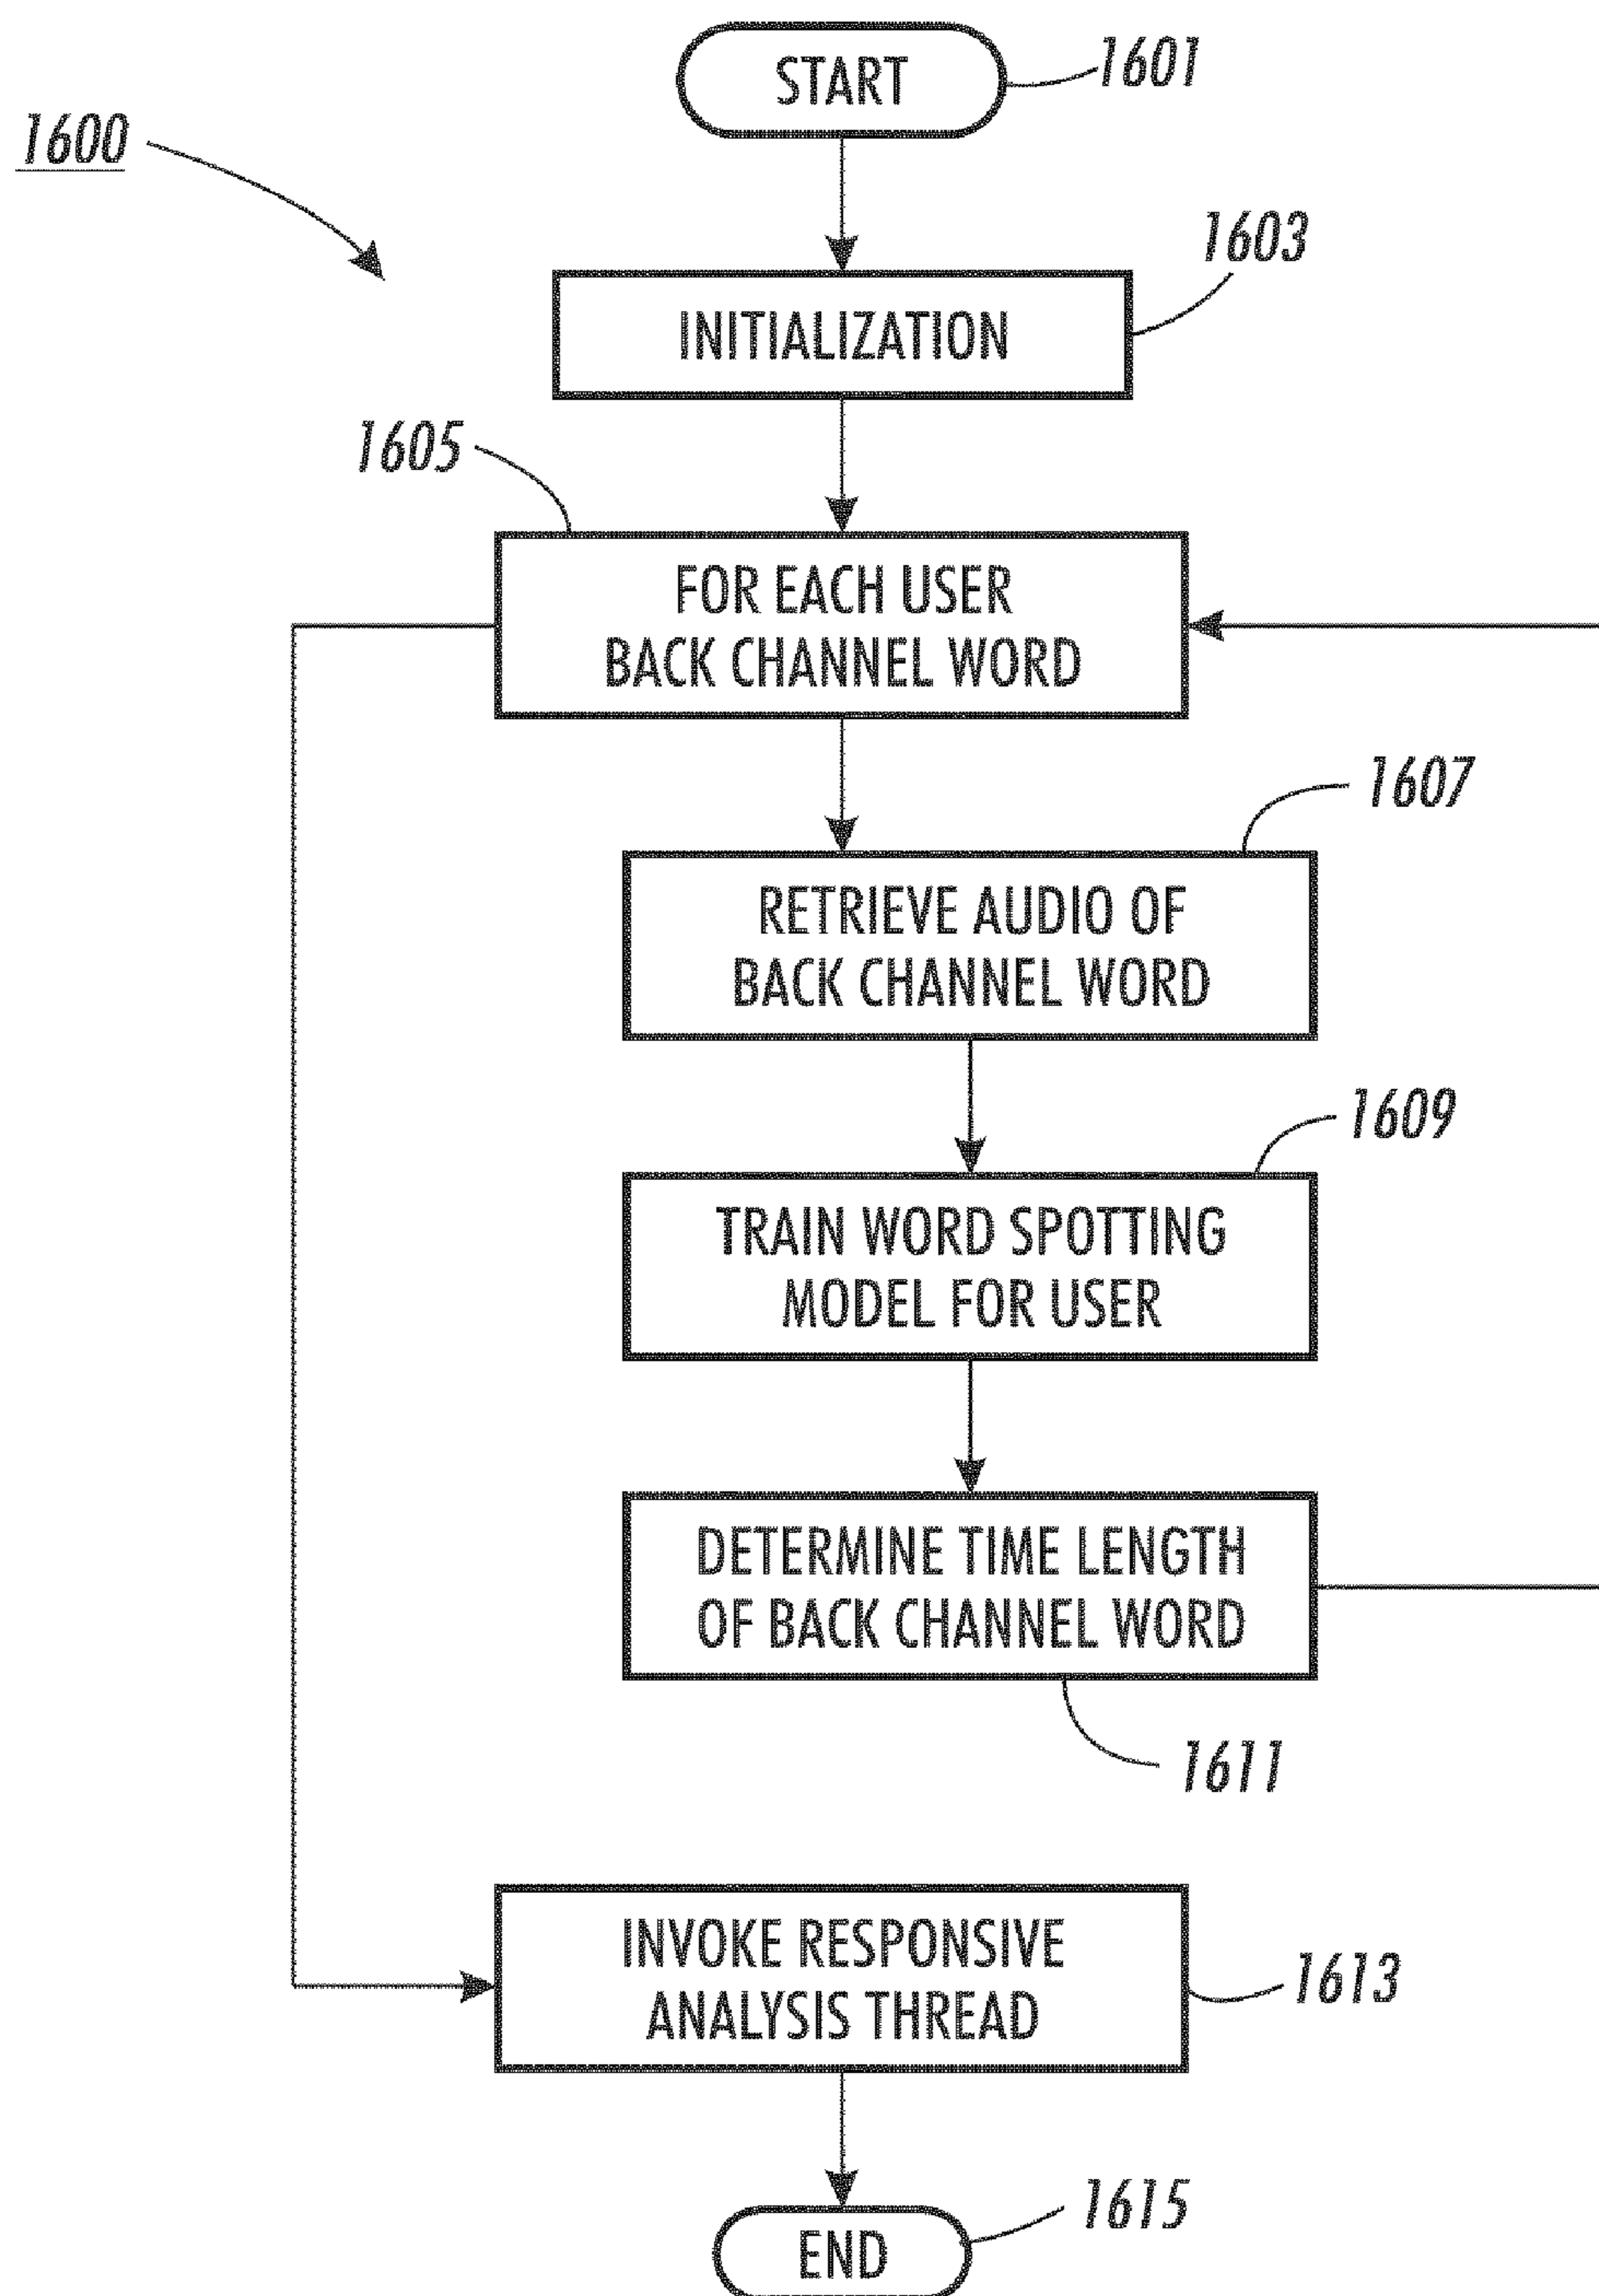 START
1601
1600
1603
INITIALIZATION
1605
FOR EACH USER
BACK CHANNEL WORD
1607
RETRIEVE AUDIO OF
BACK CHANNEL WORD
1609
TRAIN WORD SPOTTING
MODEL FOR USER
DETERMINE TIME LENGTH
OF BACK CHANNEL WORD
1611
INVOKE RESPONSIVE
ANALYSIS THREAD
1613
1615
END